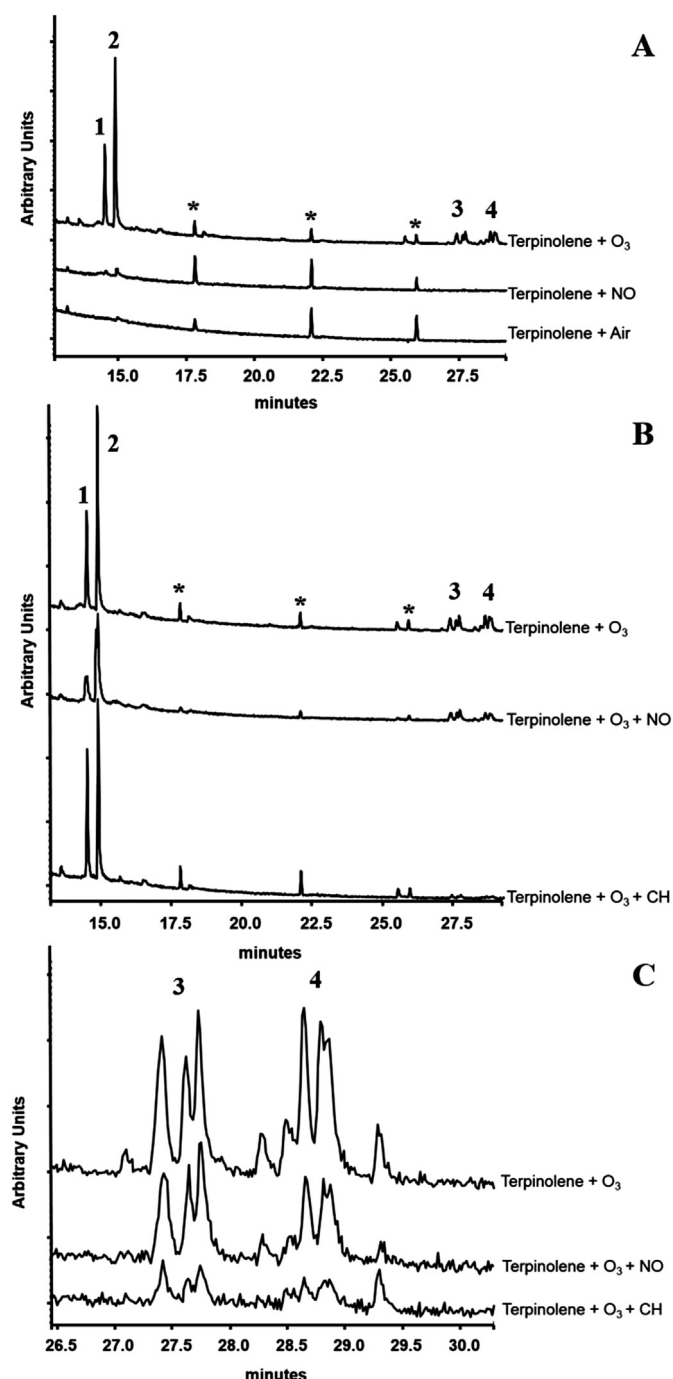 A
2
1
*
*
*
3
4
Terpinolene + O₃
Terpinolene + NO
Terpinolene + Air
Arbitrary Units
15.0 17.5 20.0 22.5 25.0 27.5
minutes
B
2
1
*
*
*
3
4
Terpinolene + O₃
Terpinolene + O₃ + NO
Terpinolene + O₃ + CH
Arbitrary Units
15.0 17.5 20.0 22.5 25.0 27.5
minutes
C
3
4
Terpinolene + O₃
Terpinolene + O₃ + NO
Terpinolene + O₃ + CH
Arbitrary Units
26.5 27.0 27.5 28.0 28.5 29.0 29.5 30.0
minutes